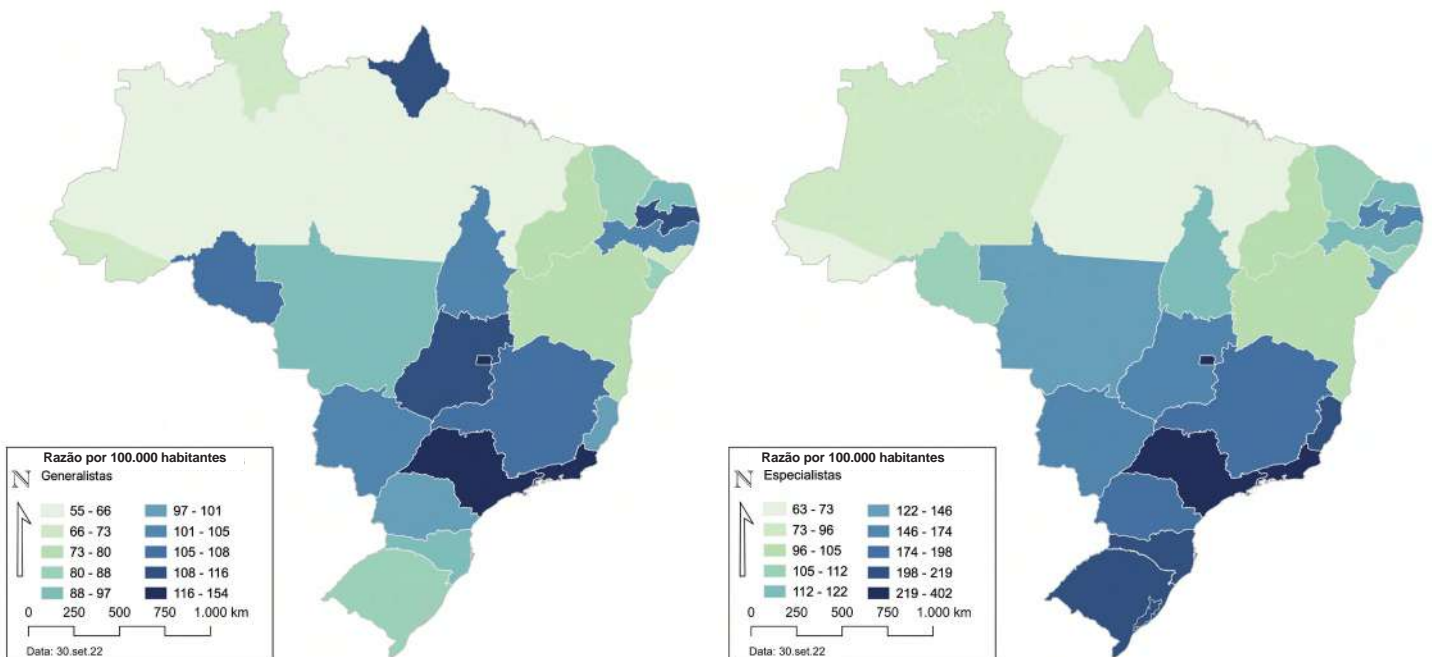 Razão por 100.000 habitantes
N Generalistas
55 - 66
66 - 73
73 - 80
80 - 88
88 - 97
97 - 101
101 - 105
105 - 108
108 - 116
116 - 154
0 250 500 750 1.000 km
Data: 30.set.22
Razão por 100.000 habitantes
N Especialistas
63 - 73
73 - 96
96 - 105
105 - 112
112 - 122
122 - 146
146 - 174
174 - 198
198 - 219
219 - 402
0 250 500 750 1.000 km
Data: 30.set.22